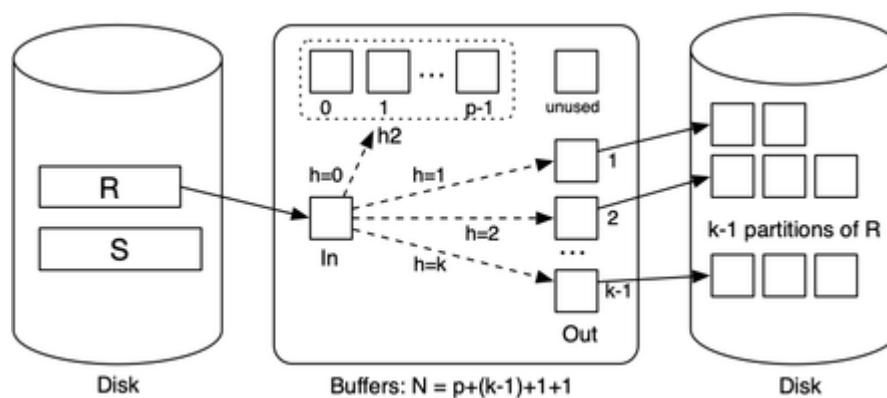 0 1 ... p-1 unused
h2
h=0 h=1 1
R
h=2 2
S In ... k-1 partitions of R
h=k k-1
Out
Disk Buffers: N = p+(k-1)+1+1 Disk